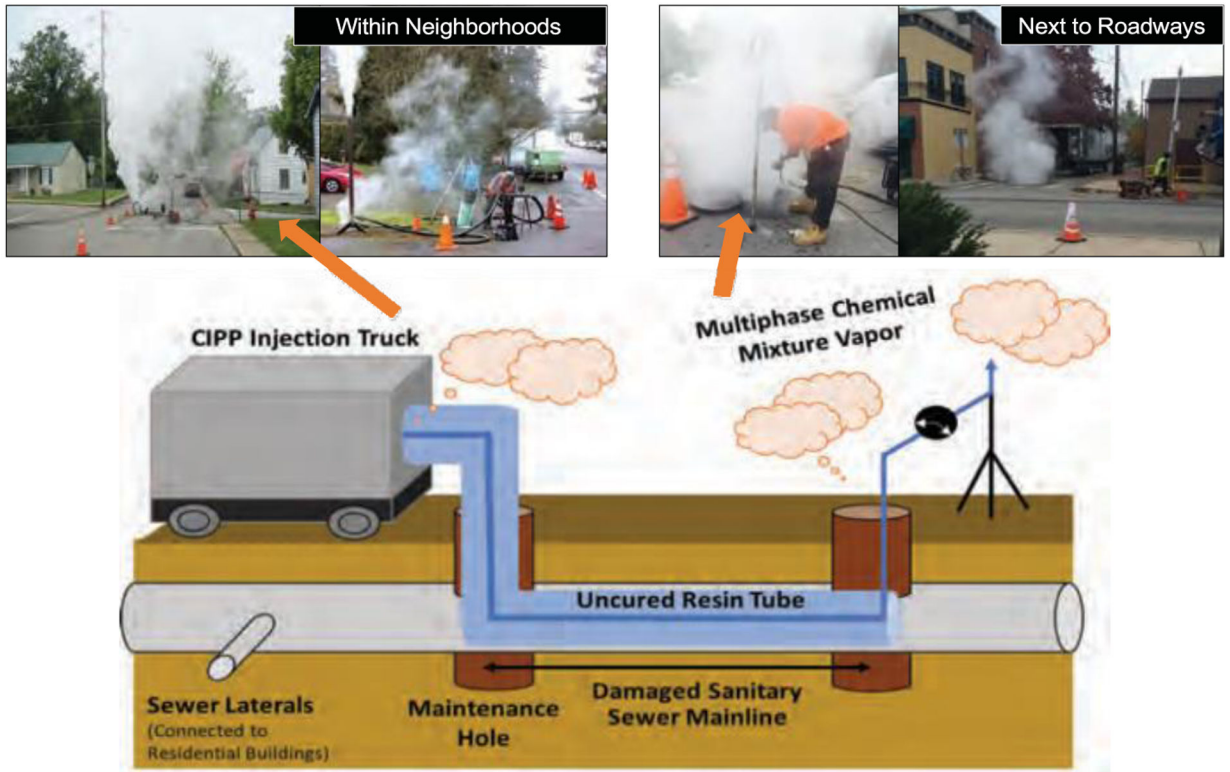 Within Neighborhoods
Next to Roadways
CIPP Injection Truck
Multiphase Chemical
Mixture Vapor
Uncured Resin Tube
Sewer Laterals
(Connected to
Residential Buildings)
Maintenance
Hole
Damaged Sanitary
Sewer Mainline